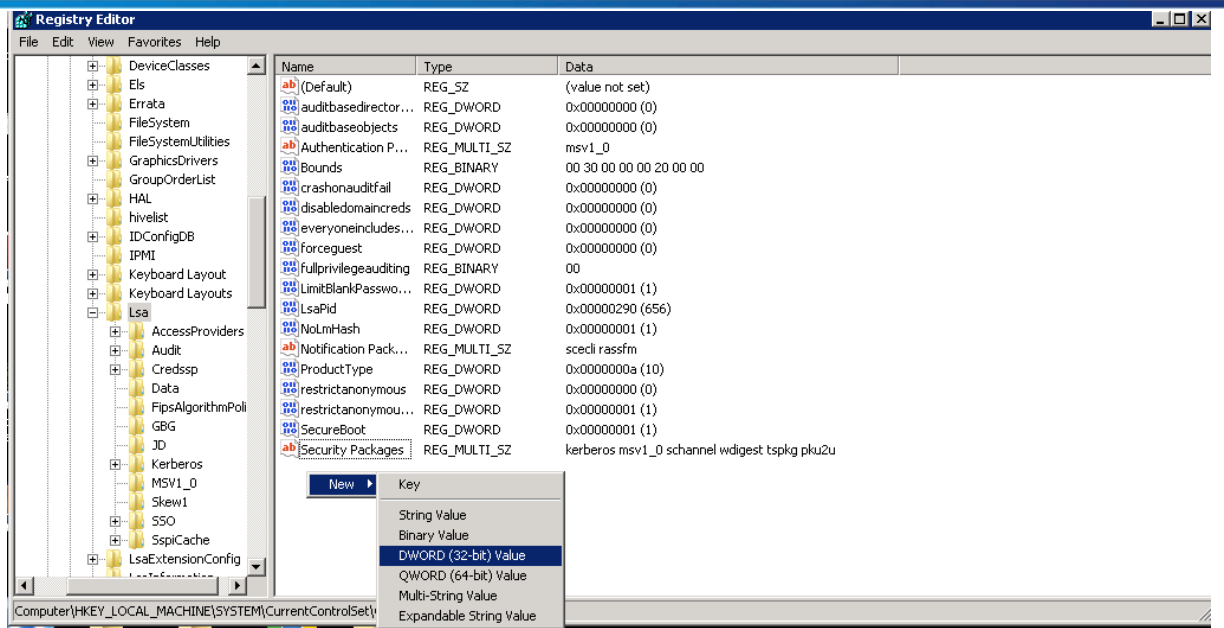 Registry Editor
File Edit View Favorites Help
DeviceClasses
Els
Errata
FileSystem
FileSystemUtilities
GraphicsDrivers
GroupOrderList
HAL
hivelist
IDConfigDB
IPMI
Keyboard Layout
Keyboard Layouts
Lsa
AccessProviders
Audit
Credssp
Data
FipsAlgorithmPoli
GBG
JD
Kerberos
MSV1_0
Skew1
SSO
SspiCache
LsaExtensionConfig
Name Type Data
(Default) REG_SZ (value not set)
auditbasedirector... REG_DWORD 0x00000000 (0)
auditbaseobjects REG_DWORD 0x00000000 (0)
Authentication P... REG_MULTI_SZ msv1_0
Bounds REG_BINARY 00 30 00 00 00 20 00 00
crashonauditfail REG_DWORD 0x00000000 (0)
disabledomaincreds REG_DWORD 0x00000000 (0)
everyoneincludes... REG_DWORD 0x00000000 (0)
forceguest REG_DWORD 0x00000000 (0)
fullprivilegeauditing REG_BINARY 00
LimitBlankPasswo... REG_DWORD 0x00000001 (1)
LsaPid REG_DWORD 0x00000290 (656)
NoLmHash REG_DWORD 0x00000001 (1)
Notification Pack... REG_MULTI_SZ scecli rassfm
ProductType REG_DWORD 0x0000000a (10)
restrictanonymous REG_DWORD 0x00000000 (0)
restrictanonymou... REG_DWORD 0x00000001 (1)
SecureBoot REG_DWORD 0x00000001 (1)
Security Packages REG_MULTI_SZ kerberos msv1_0 schannel wdigest tspkg pku2u
New
Key
String Value
Binary Value
DWORD (32-bit) Value
QWORD (64-bit) Value
Multi-String Value
Expandable String Value
Computer\HKEY_LOCAL_MACHINE\SYSTEM\CurrentControlSet\